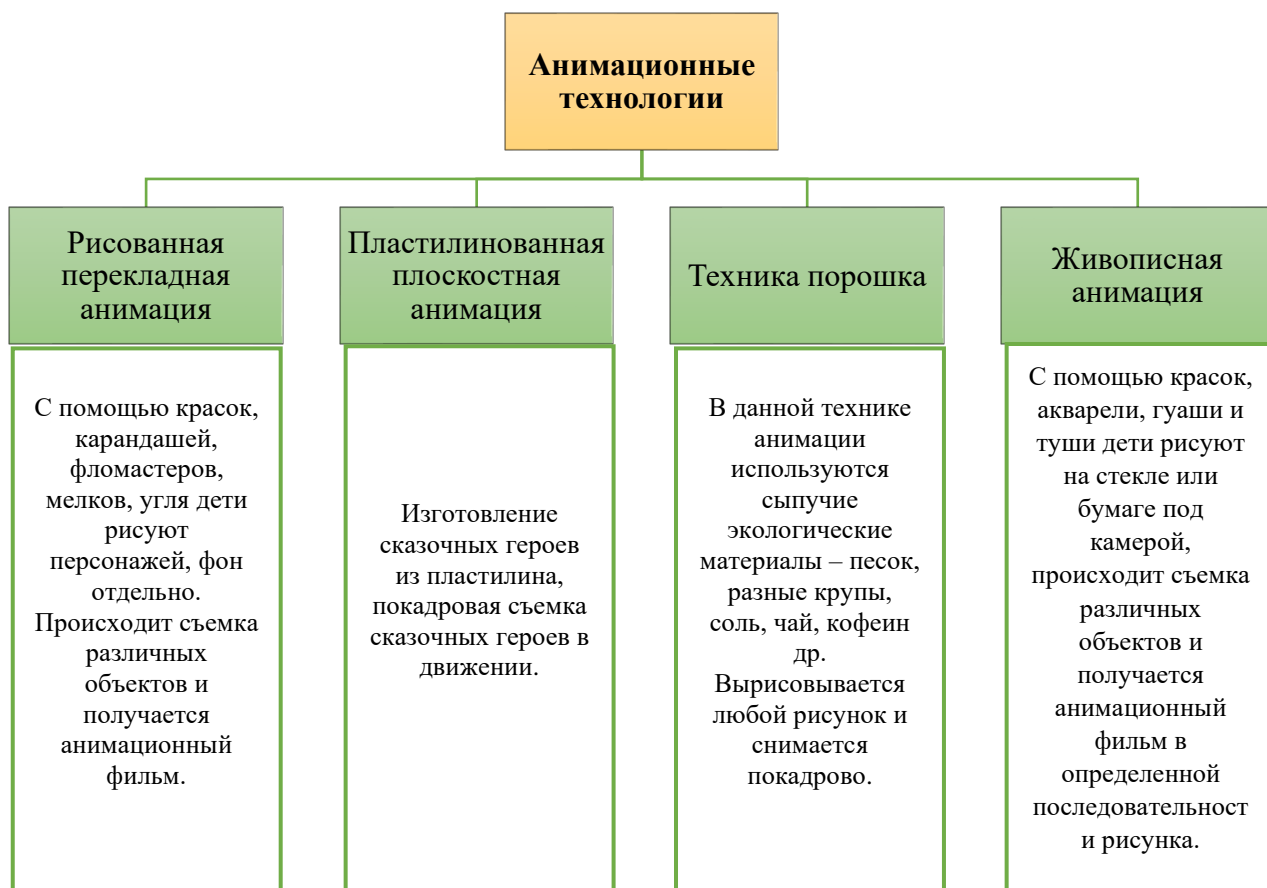 Анимационные
технологии
Рисованная
перекладная
анимация
С помощью красок,
карандашей,
фломастеров,
мелков, угля дети
рисуют
персонажей, фон
отдельно.
Происходит съемка
различных
объектов и
получается
анимационный
фильм.
Пластилинованная
плоскостная
анимация
Изготовление
сказочных героев
из пластилина,
покадровая съемка
сказочных героев в
движении.
Техника порошка
В данной технике
анимации
используются
сыпучие
экологические
материалы – песок,
разные крупы,
соль, чай, кофеин
др.
Вырисовывается
любой рисунок и
снимается
покадрово.
Живописная
анимация
С помощью красок,
акварели, гуаши и
туши дети рисуют
на стекле или
бумаге под
камерой,
происходит съемка
различных
объектов и
получается
анимационный
фильм в
определенной
последовательност
и рисунка.